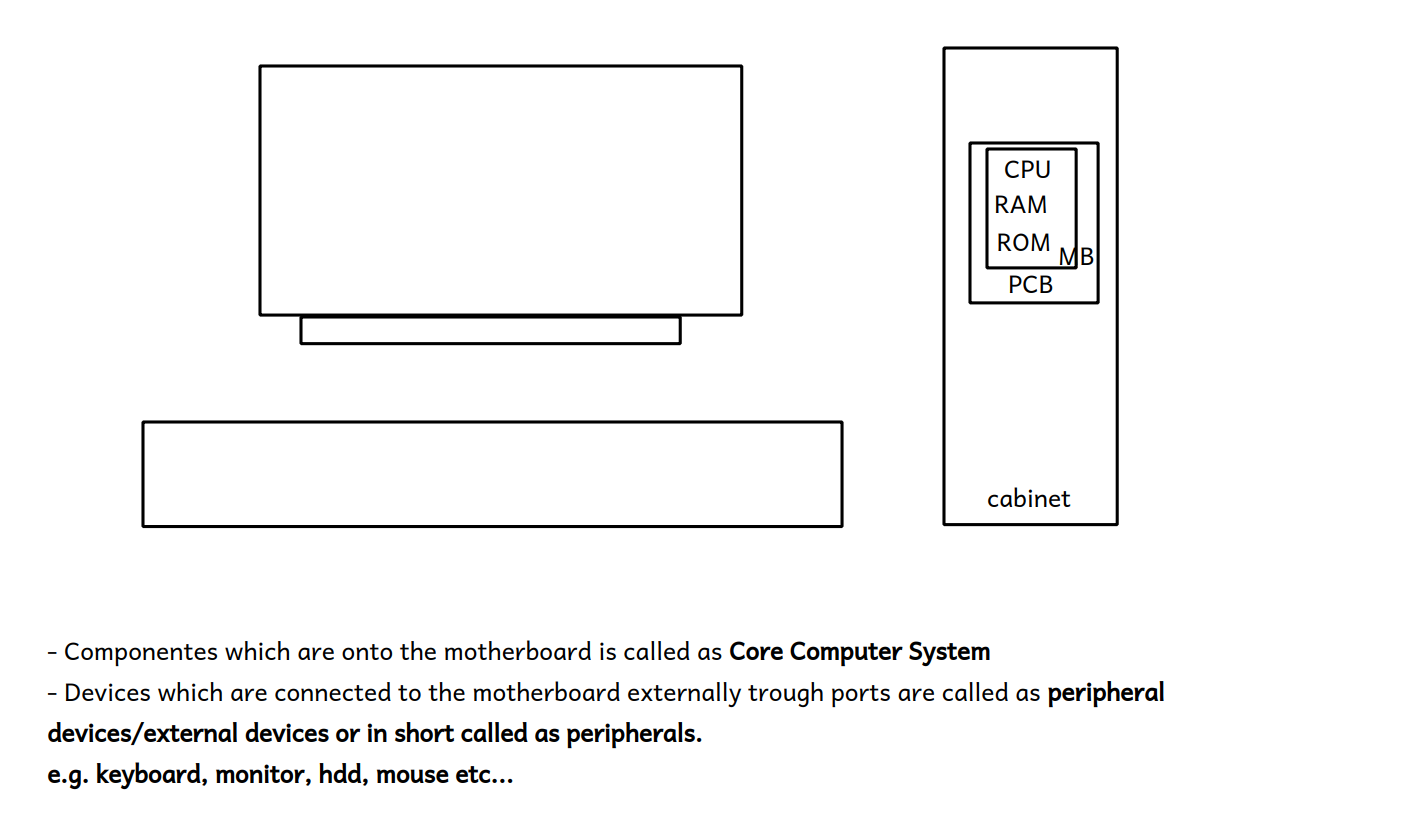 CPU
RAM
ROM
MB
PCB
cabinet
- Componentes which are onto the motherboard is called as Core Computer System
- Devices which are connected to the motherboard externally trough ports are called as peripheral
devices/external devices or in short called as peripherals.
e.g. keyboard, monitor, hdd, mouse etc...